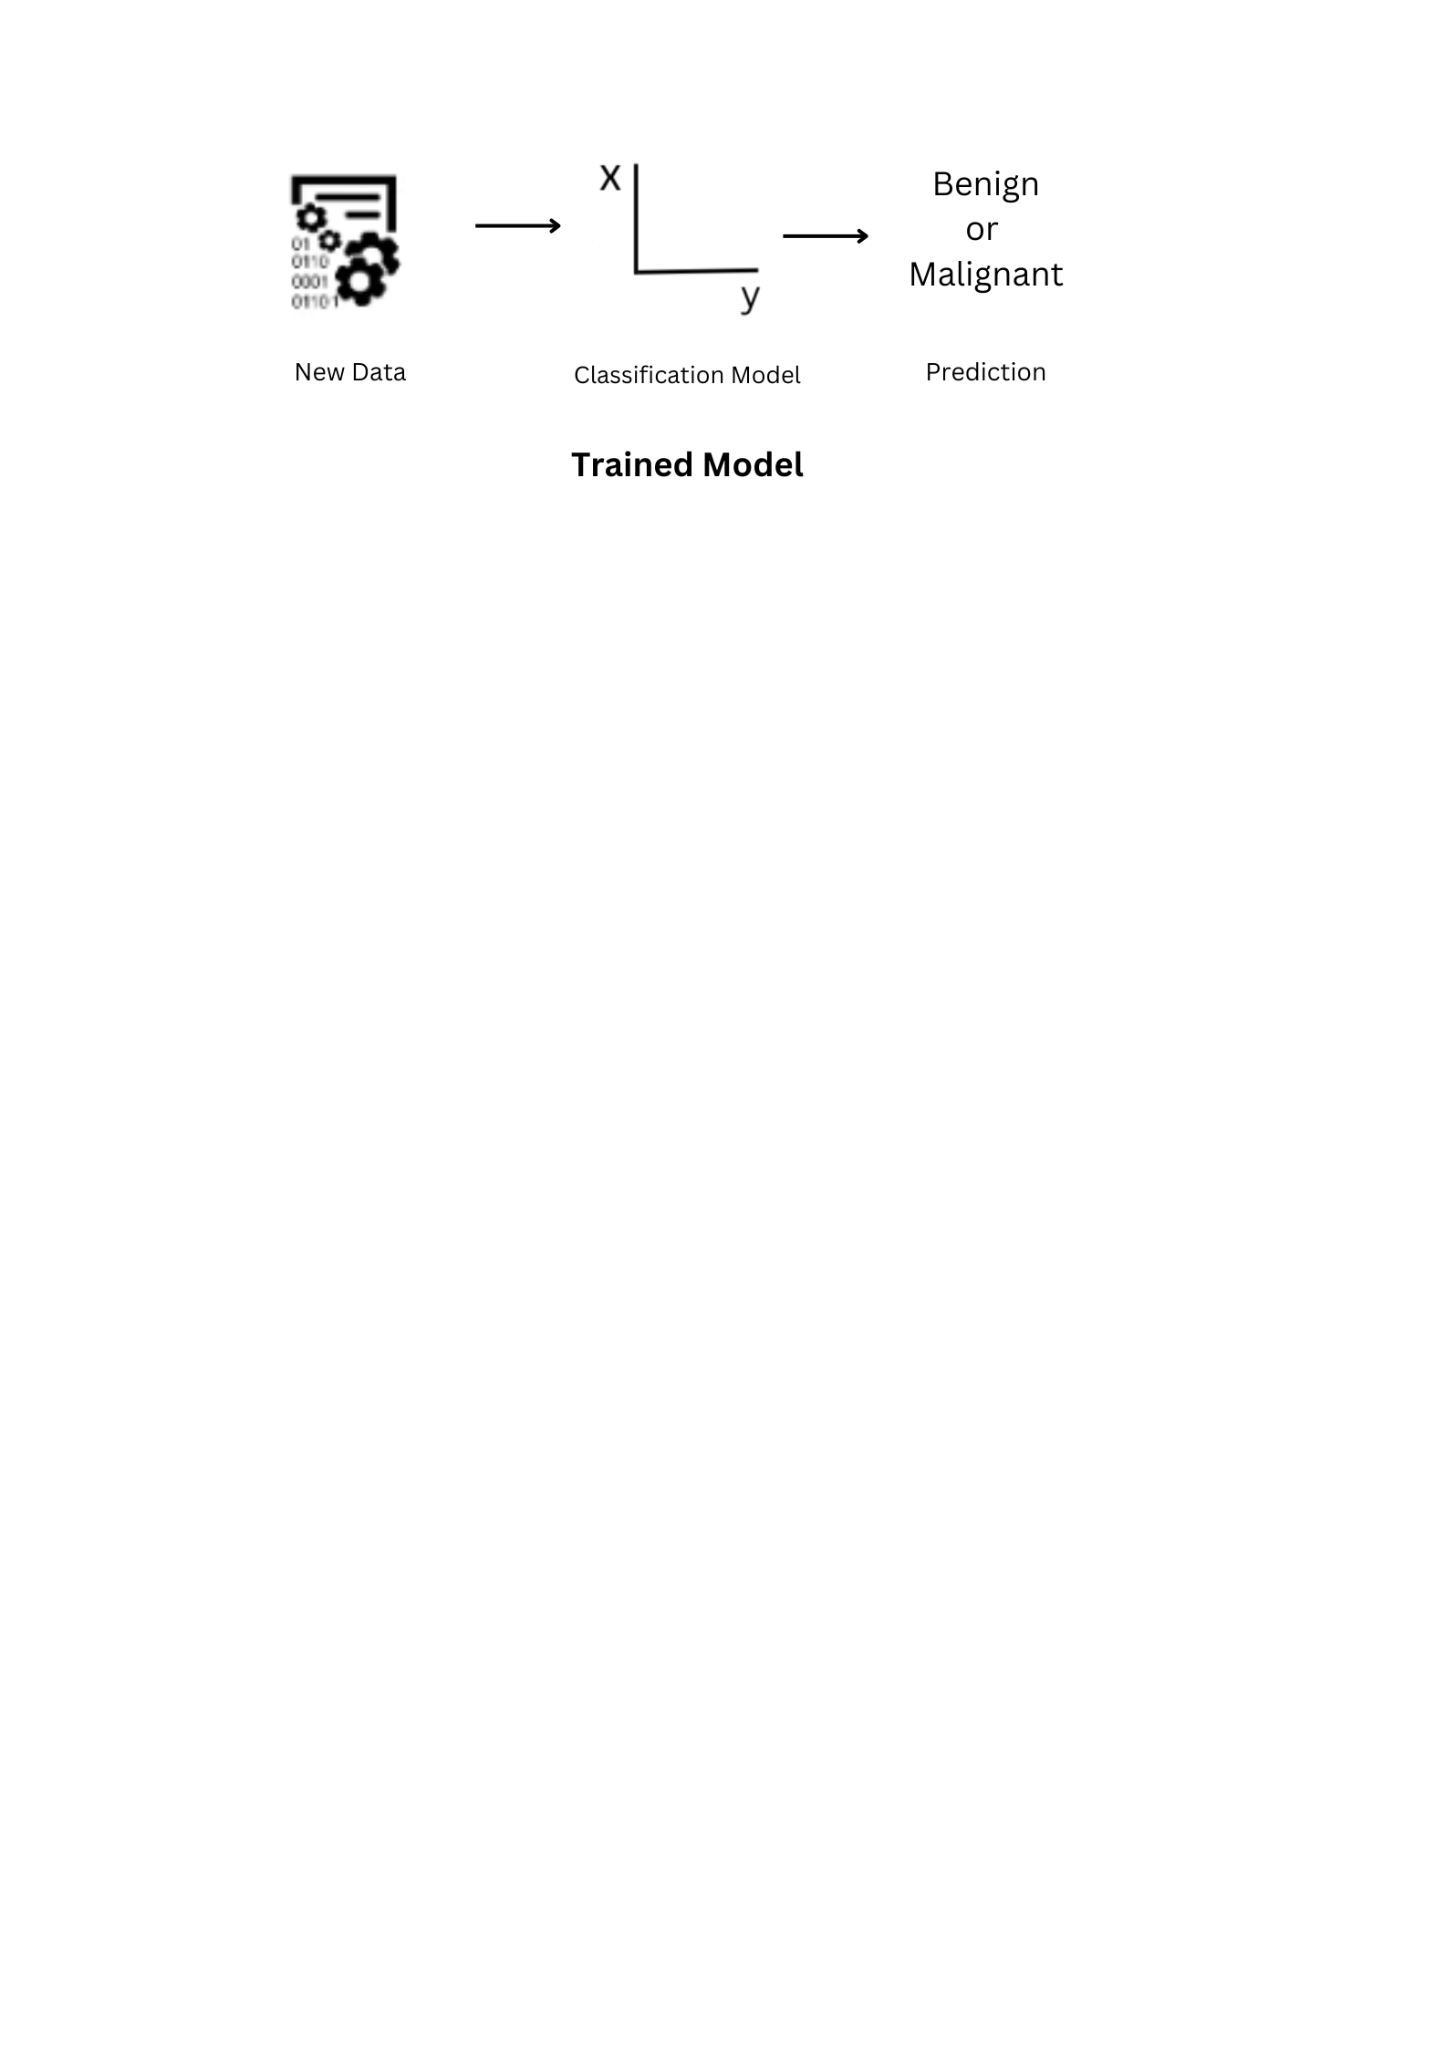 01
0110
0001
01101
New Data
X
y
Classification Model
Benign
or
Malignant
Prediction
Trained Model